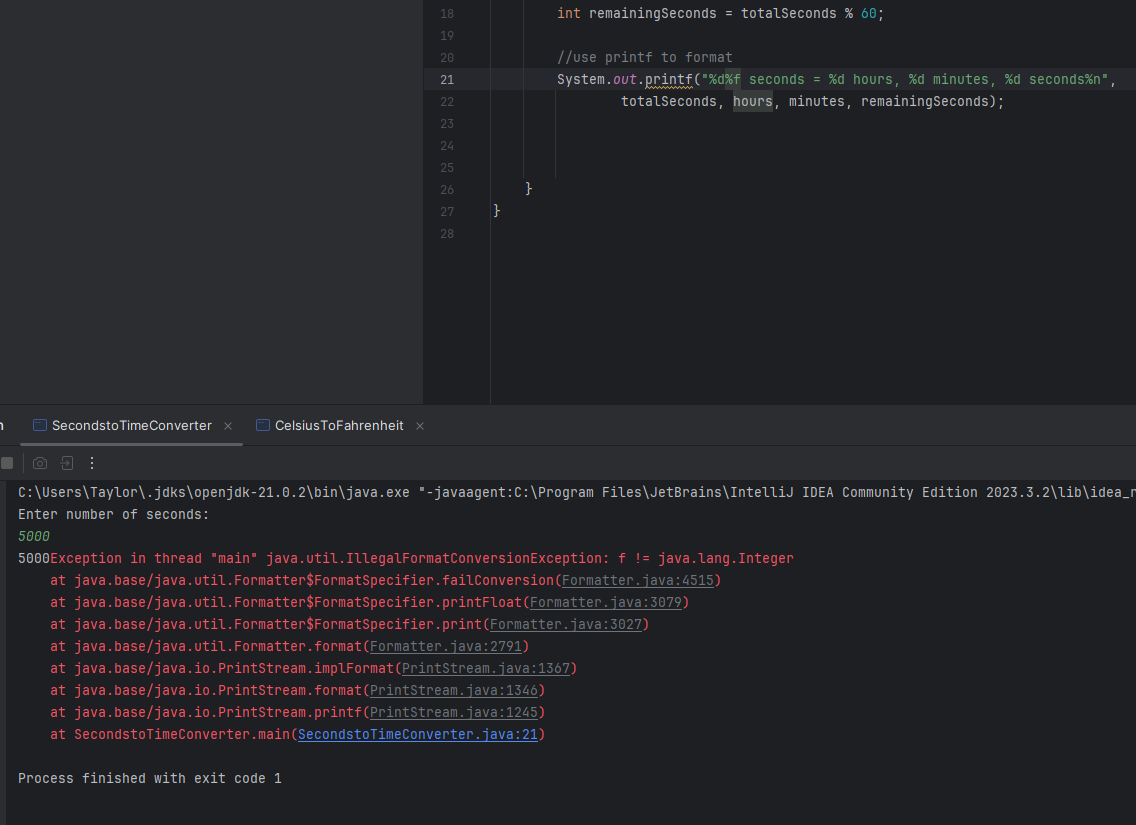 18 int remainingSeconds = totalSeconds % 60;
19
20 //use printf to format
21 System.out.printf("%d%f seconds = %d hours, %d minutes, %d seconds%n",
22 totalSeconds, hours, minutes, remainingSeconds);
23
24
25
26 }
27 }
28
SecondstoTimeConverter × CelsiusToFahrenheit ×
C:\Users\Taylor\.jdks\openjdk-21.0.2\bin\java.exe "-javaagent:C:\Program Files\JetBrains\IntelliJ IDEA Community Edition 2023.3.2\lib\idea_r
Enter number of seconds:
5000
5000Exception in thread "main" java.util.IllegalFormatConversionException: f != java.lang.Integer
at java.base/java.util.Formatter$FormatSpecifier.failConversion(Formatter.java:4515)
at java.base/java.util.Formatter$FormatSpecifier.printFloat(Formatter.java:3079)
at java.base/java.util.Formatter$FormatSpecifier.print(Formatter.java:3027)
at java.base/java.util.Formatter.format(Formatter.java:2791)
at java.base/java.io.PrintStream.implFormat(PrintStream.java:1367)
at java.base/java.io.PrintStream.format(PrintStream.java:1346)
at java.base/java.io.PrintStream.printf(PrintStream.java:1245)
at SecondstoTimeConverter.main(SecondstoTimeConverter.java:21)
Process finished with exit code 1